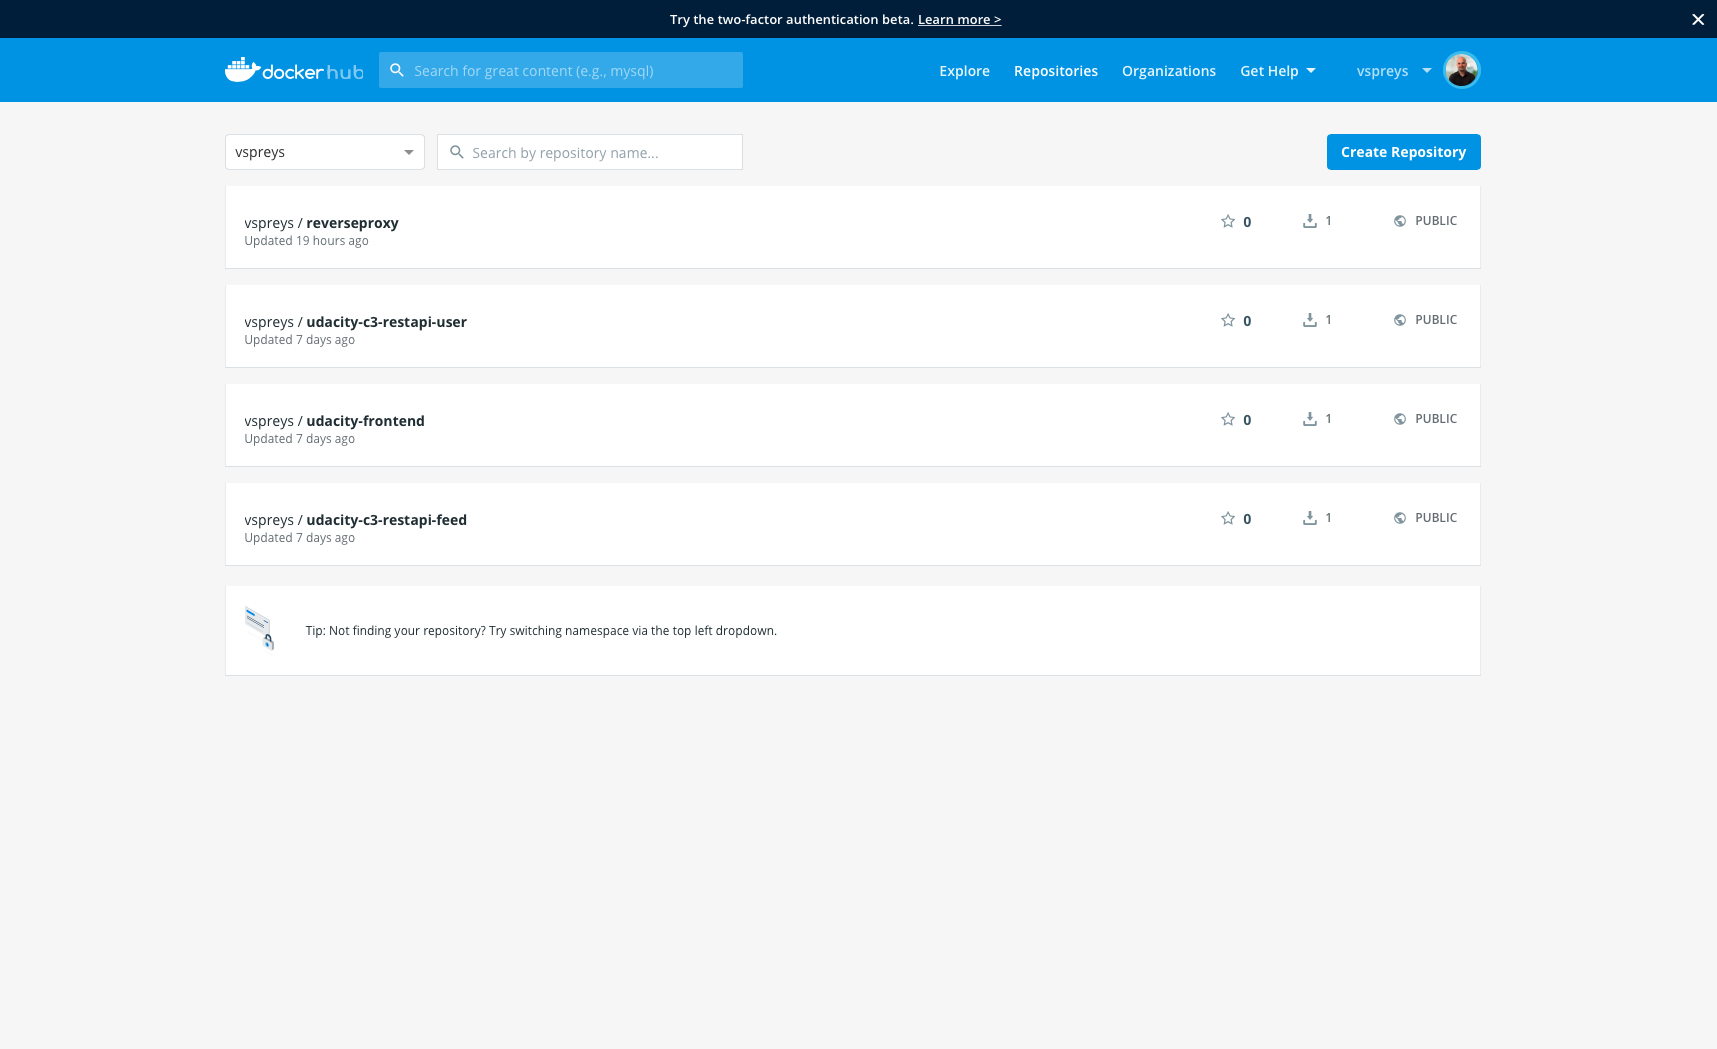 Try the two-factor authentication beta. Learn more >
docker hub
Search for great content (e.g., mysql)
Explore
Repositories
Organizations
Get Help
vspreys
vspreys
Search by repository name...
Create Repository
vspreys / reverseproxy
Updated 19 hours ago
0
1
PUBLIC
vspreys / udacity-c3-restapi-user
Updated 7 days ago
0
1
PUBLIC
vspreys / udacity-frontend
Updated 7 days ago
0
1
PUBLIC
vspreys / udacity-c3-restapi-feed
Updated 7 days ago
0
1
PUBLIC
Tip: Not finding your repository? Try switching namespace via the top left dropdown.